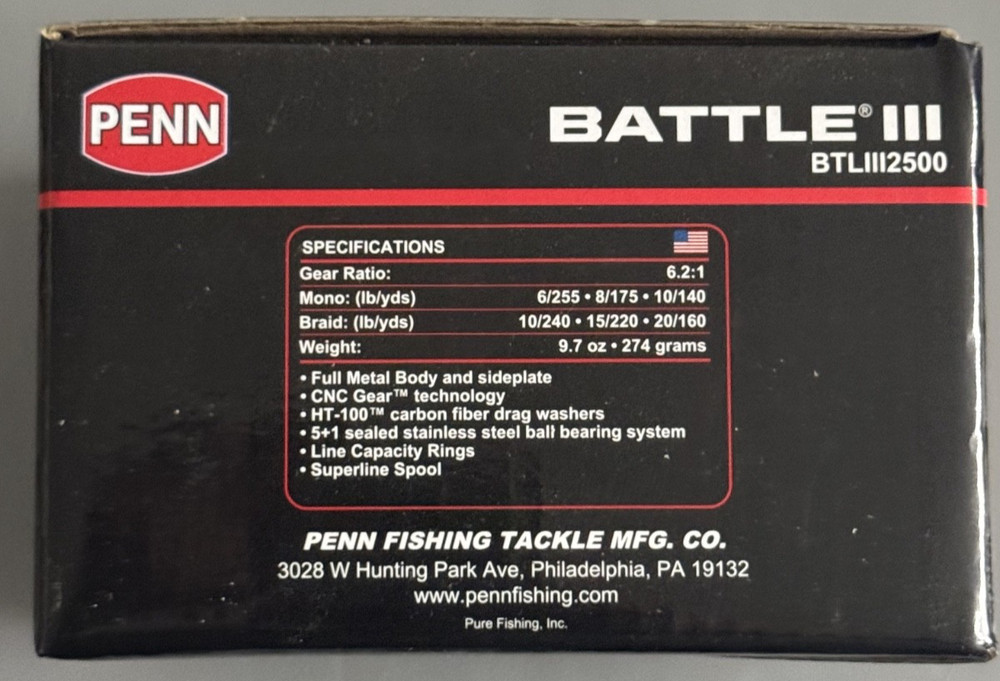 PENN
BATTLE® III
BTLIII2500
SPECIFICATIONS
Gear Ratio: 6.2:1
Mono: (lb/yds) 6/255 • 8/175 • 10/140
Braid: (lb/yds) 10/240 • 15/220 • 20/160
Weight: 9.7 oz • 274 grams
• Full Metal Body and sideplate
• CNC Gear™ technology
• HT-100™ carbon fiber drag washers
• 5+1 sealed stainless steel ball bearing system
• Line Capacity Rings
• Superline Spool
PENN FISHING TACKLE MFG. CO.
3028 W Hunting Park Ave, Philadelphia, PA 19132
www.pennfishing.com
Pure Fishing, Inc.